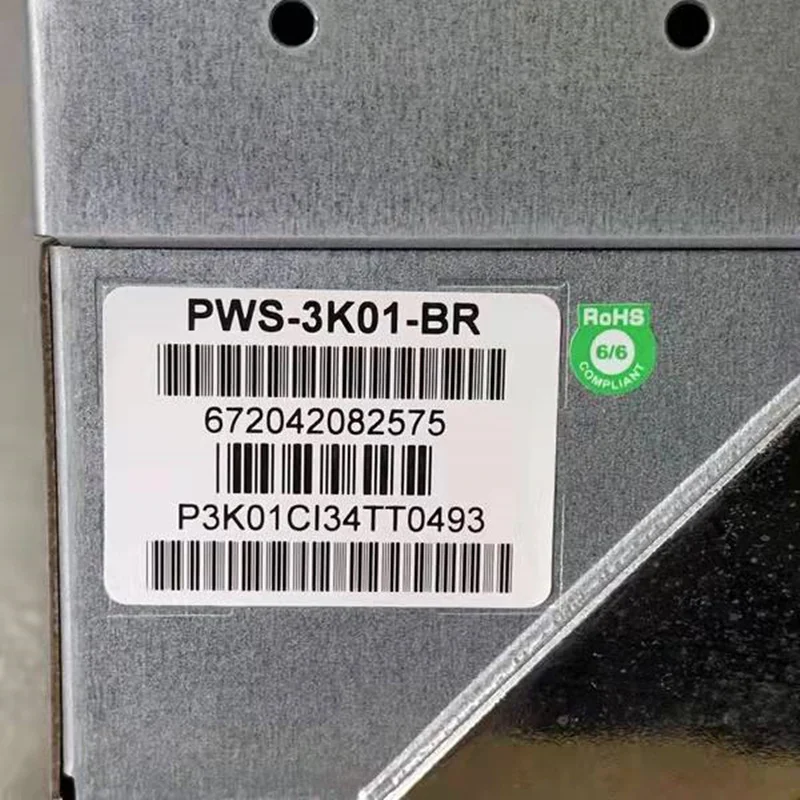 PWS-3K01-BR
672042082575
P3K01CI34TT0493
RoHS
6/6
COMPLIANT